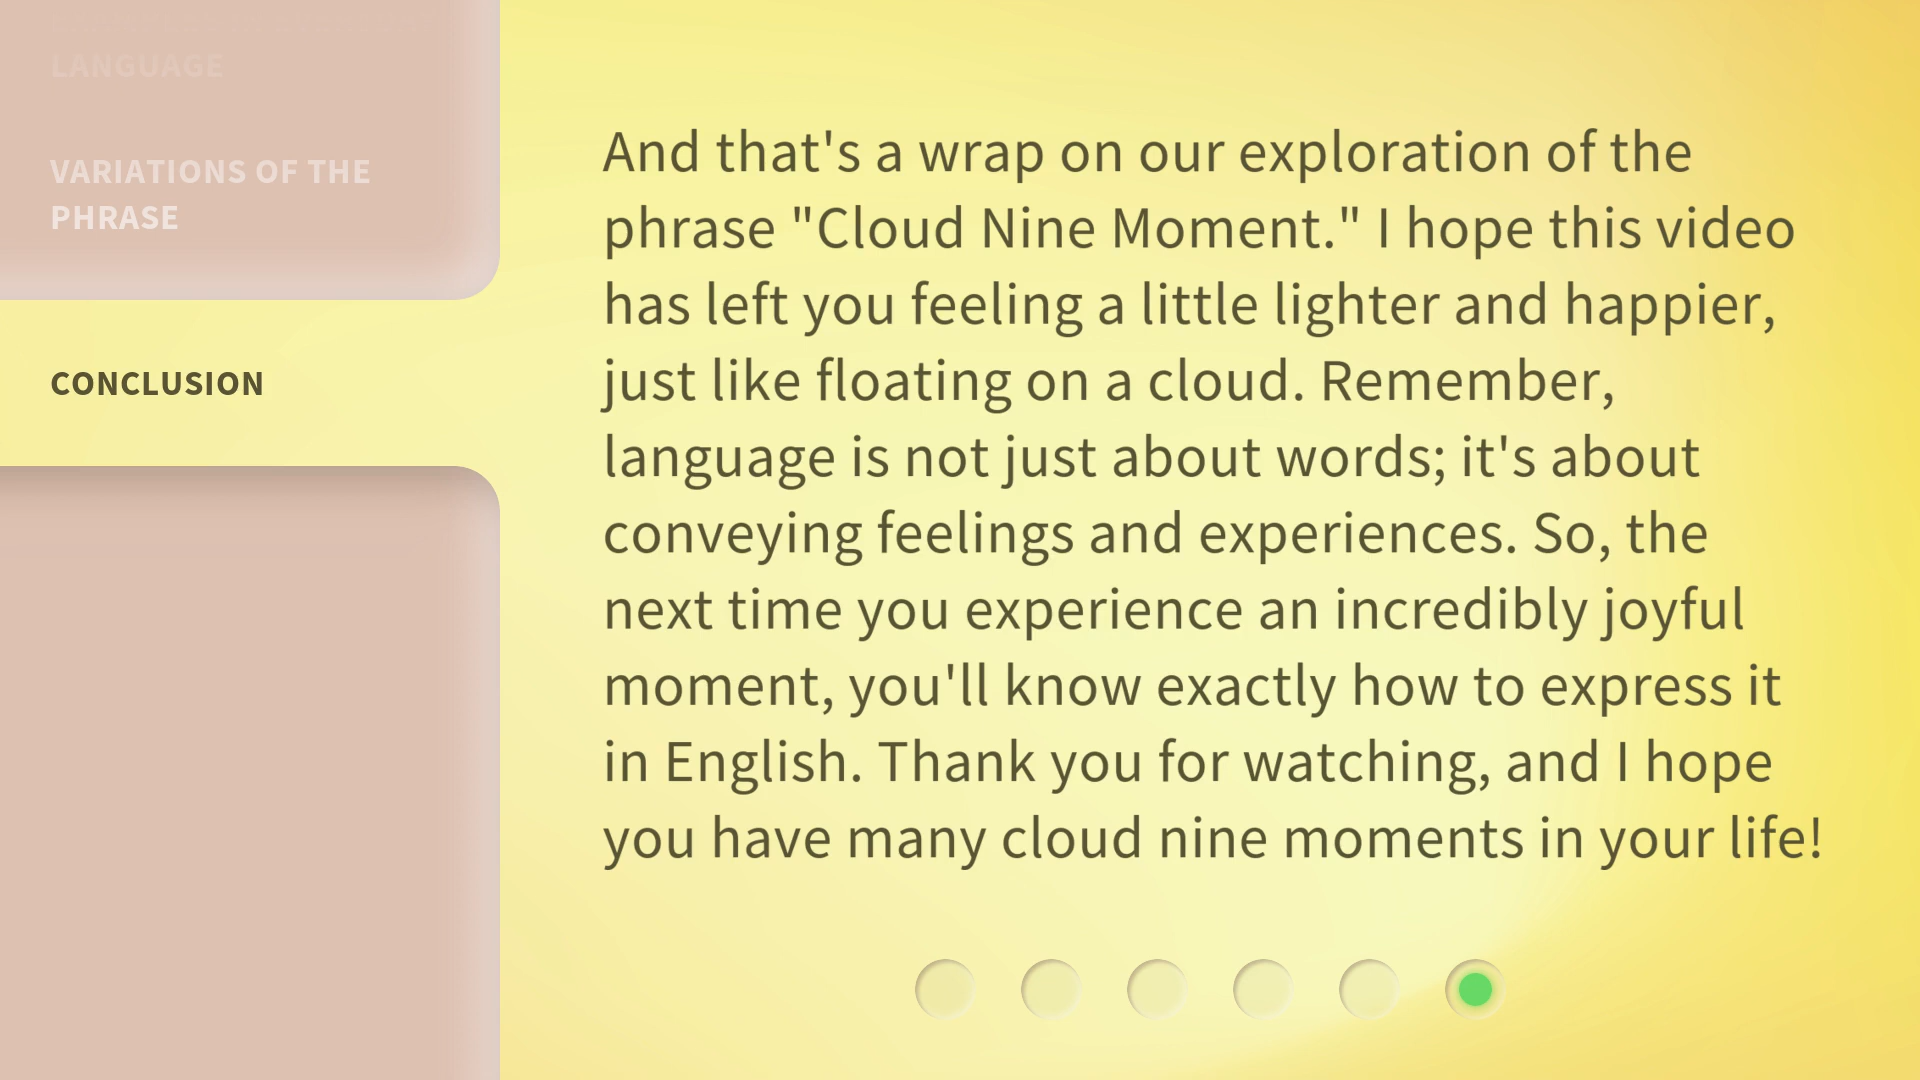 LANGUAGE
VARIATIONS OF THE
PHRASE
CONCLUSION
And that's a wrap on our exploration of the
phrase "Cloud Nine Moment." I hope this video
has left you feeling a little lighter and happier,
just like floating on a cloud. Remember,
language is not just about words; it's about
conveying feelings and experiences. So, the
next time you experience an incredibly joyful
moment, you'll know exactly how to express it
in English. Thank you for watching, and I hope
you have many cloud nine moments in your life!